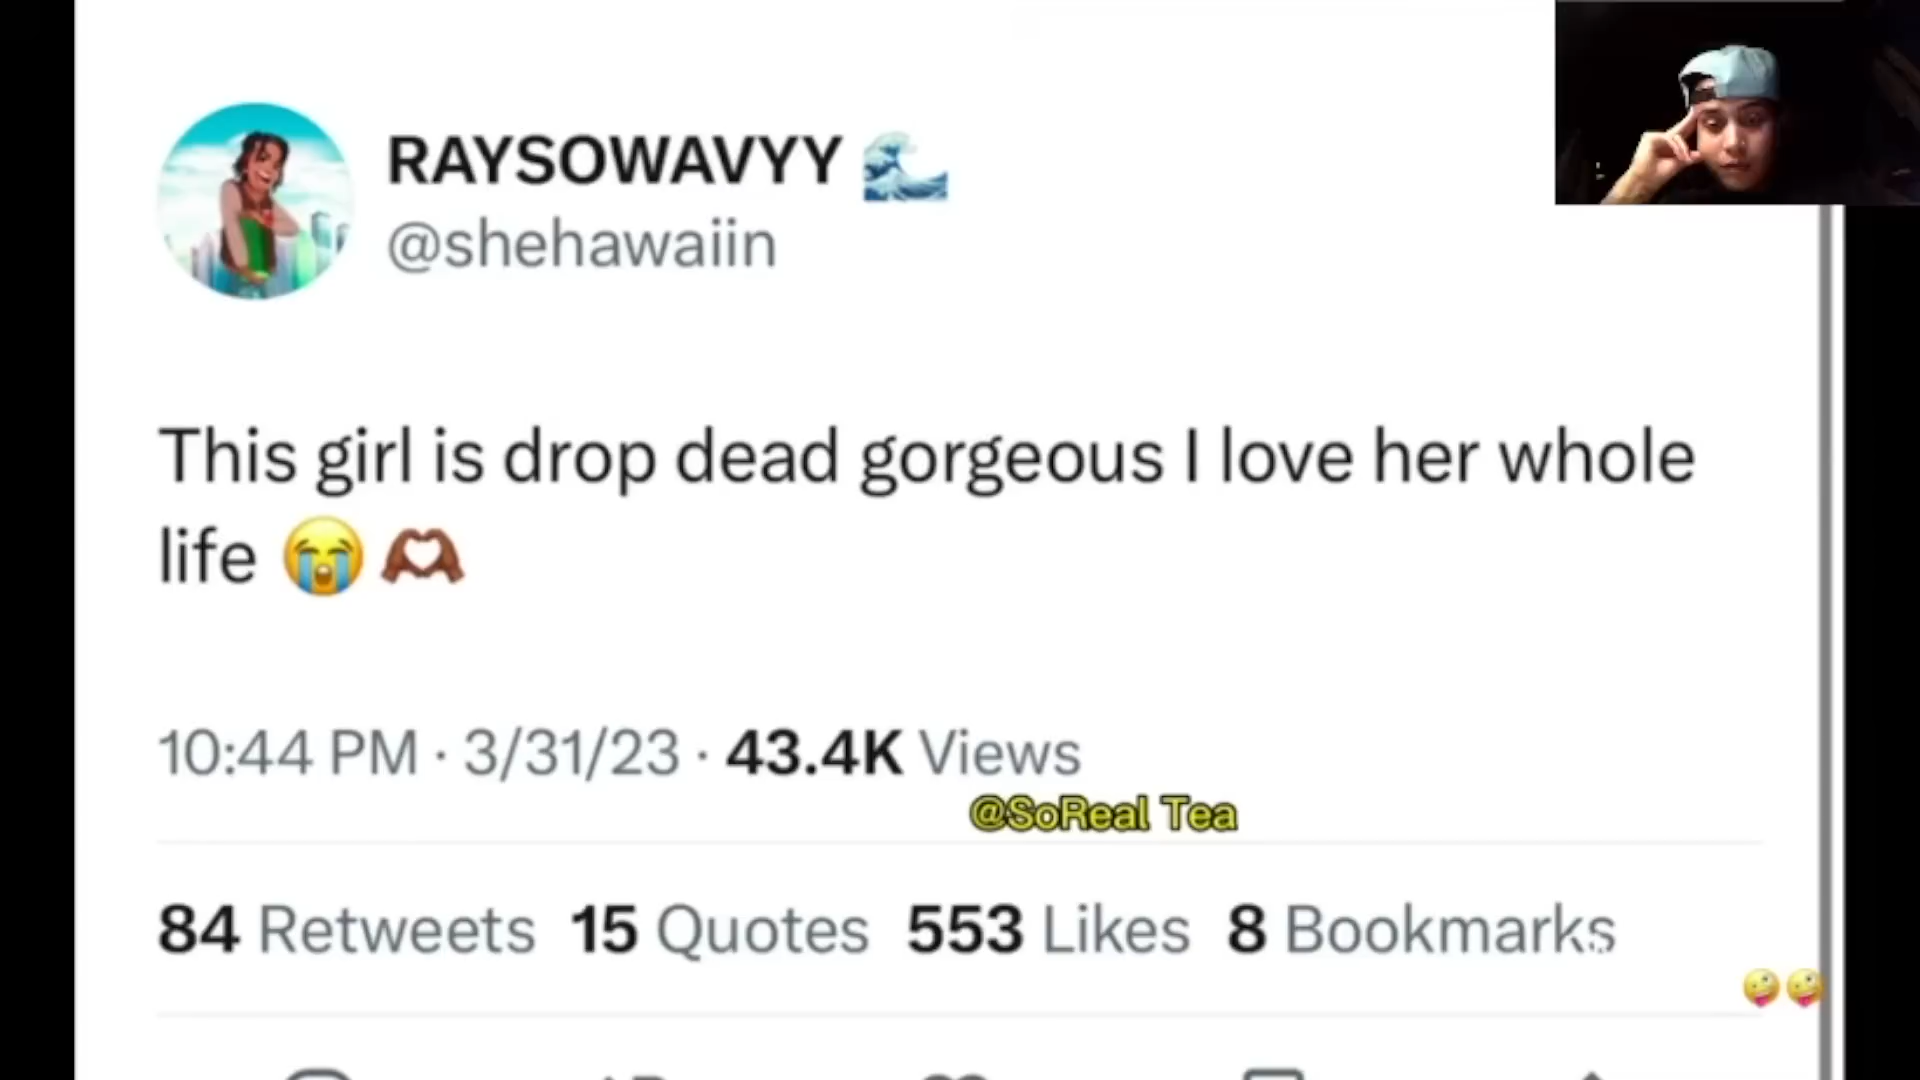 RAYSOWAVYY 🌊
@shehawaiin
This girl is drop dead gorgeous I love her whole
life 😭 🫶🏾
10:44 PM · 3/31/23 · 43.4K Views
@SoReal Tea
84 Retweets 15 Quotes 553 Likes 8 Bookmarks
🤪🤪